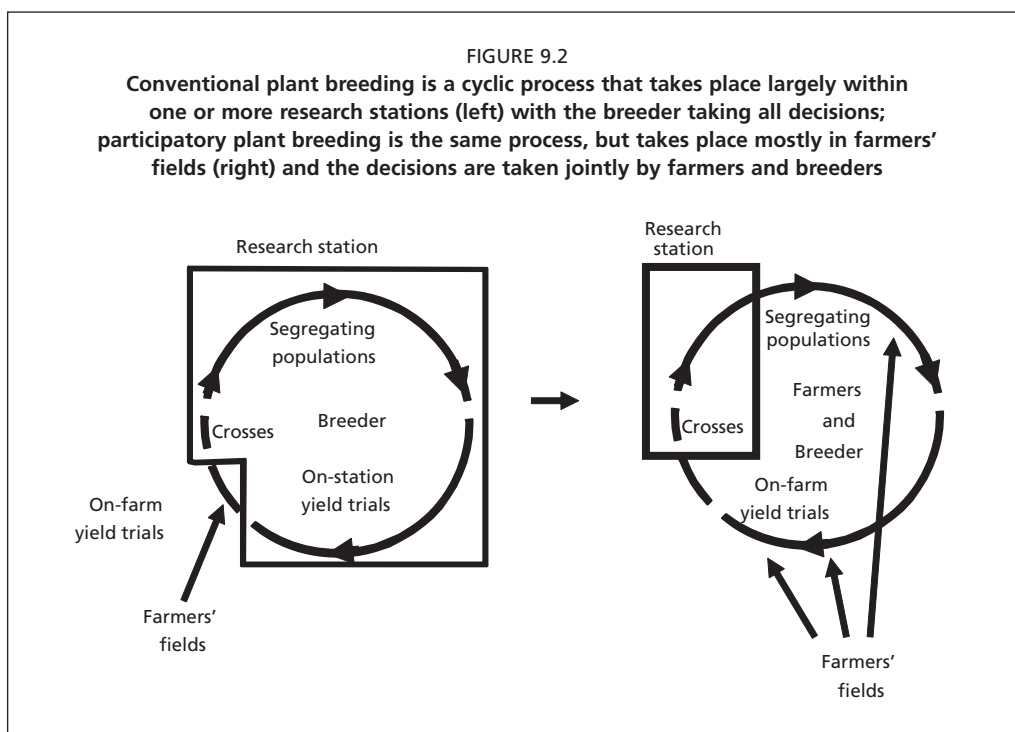 FIGURE 9.2
Conventional plant breeding is a cyclic process that takes place largely within
one or more research stations (left) with the breeder taking all decisions;
participatory plant breeding is the same process, but takes place mostly in farmers’
fields (right) and the decisions are taken jointly by farmers and breeders
Research station
Segregating
populations
Breeder
Crosses
On-station
yield trials
On-farm
yield trials
Farmers’
fields
Research
station
Segregating
populations
Farmers
and
Breeder
Crosses
On-farm
yield trials
Farmers’
fields